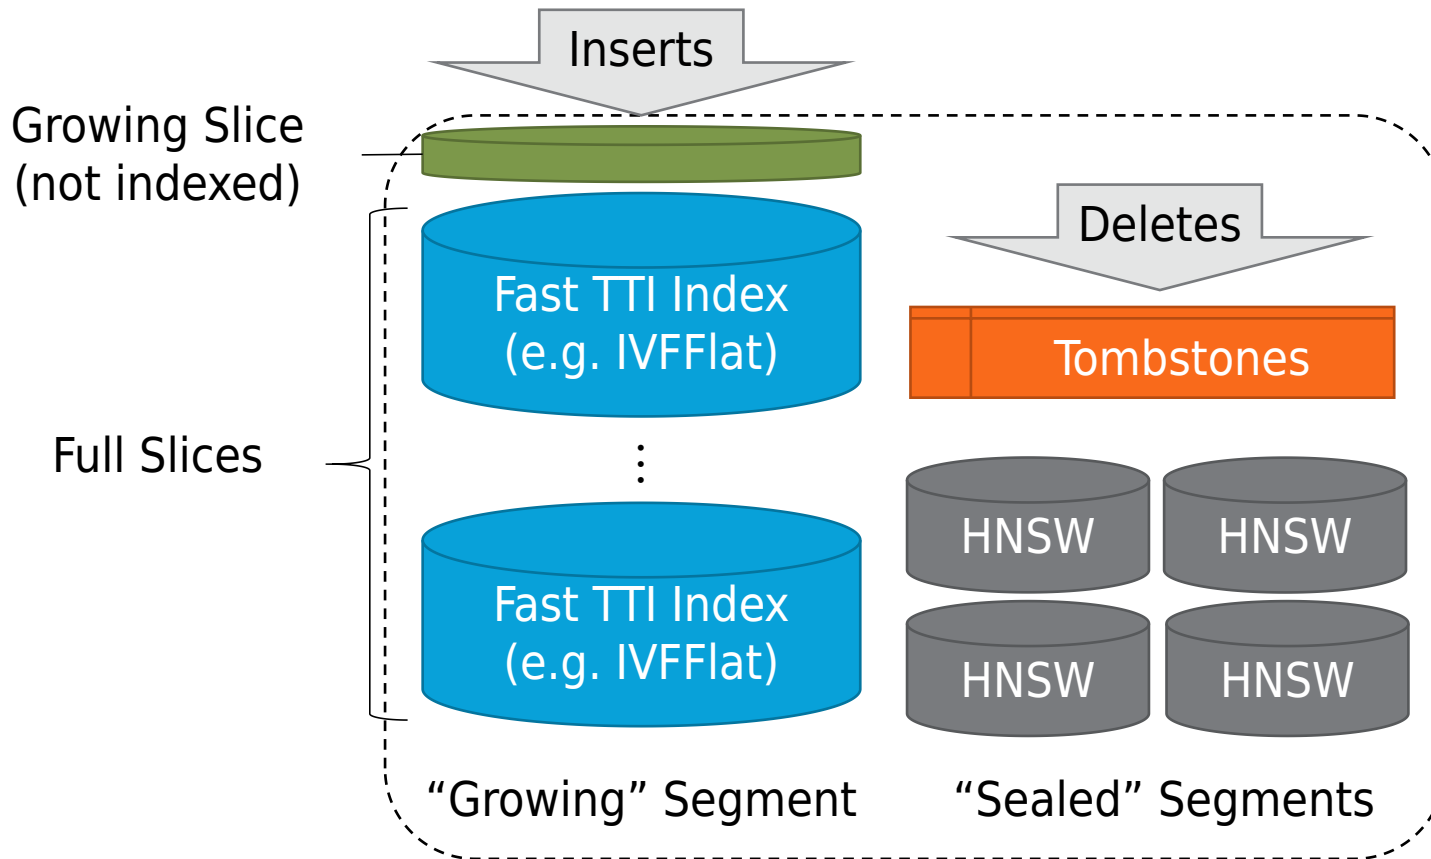 Inserts
Growing Slice
(not indexed)
Deletes
Fast TTI Index
(e.g. IVFFlat)
Tombstones
Full Slices
HNSW
HNSW
Fast TTI Index
(e.g. IVFFlat)
HNSW
HNSW
“Growing” Segment
“Sealed” Segments